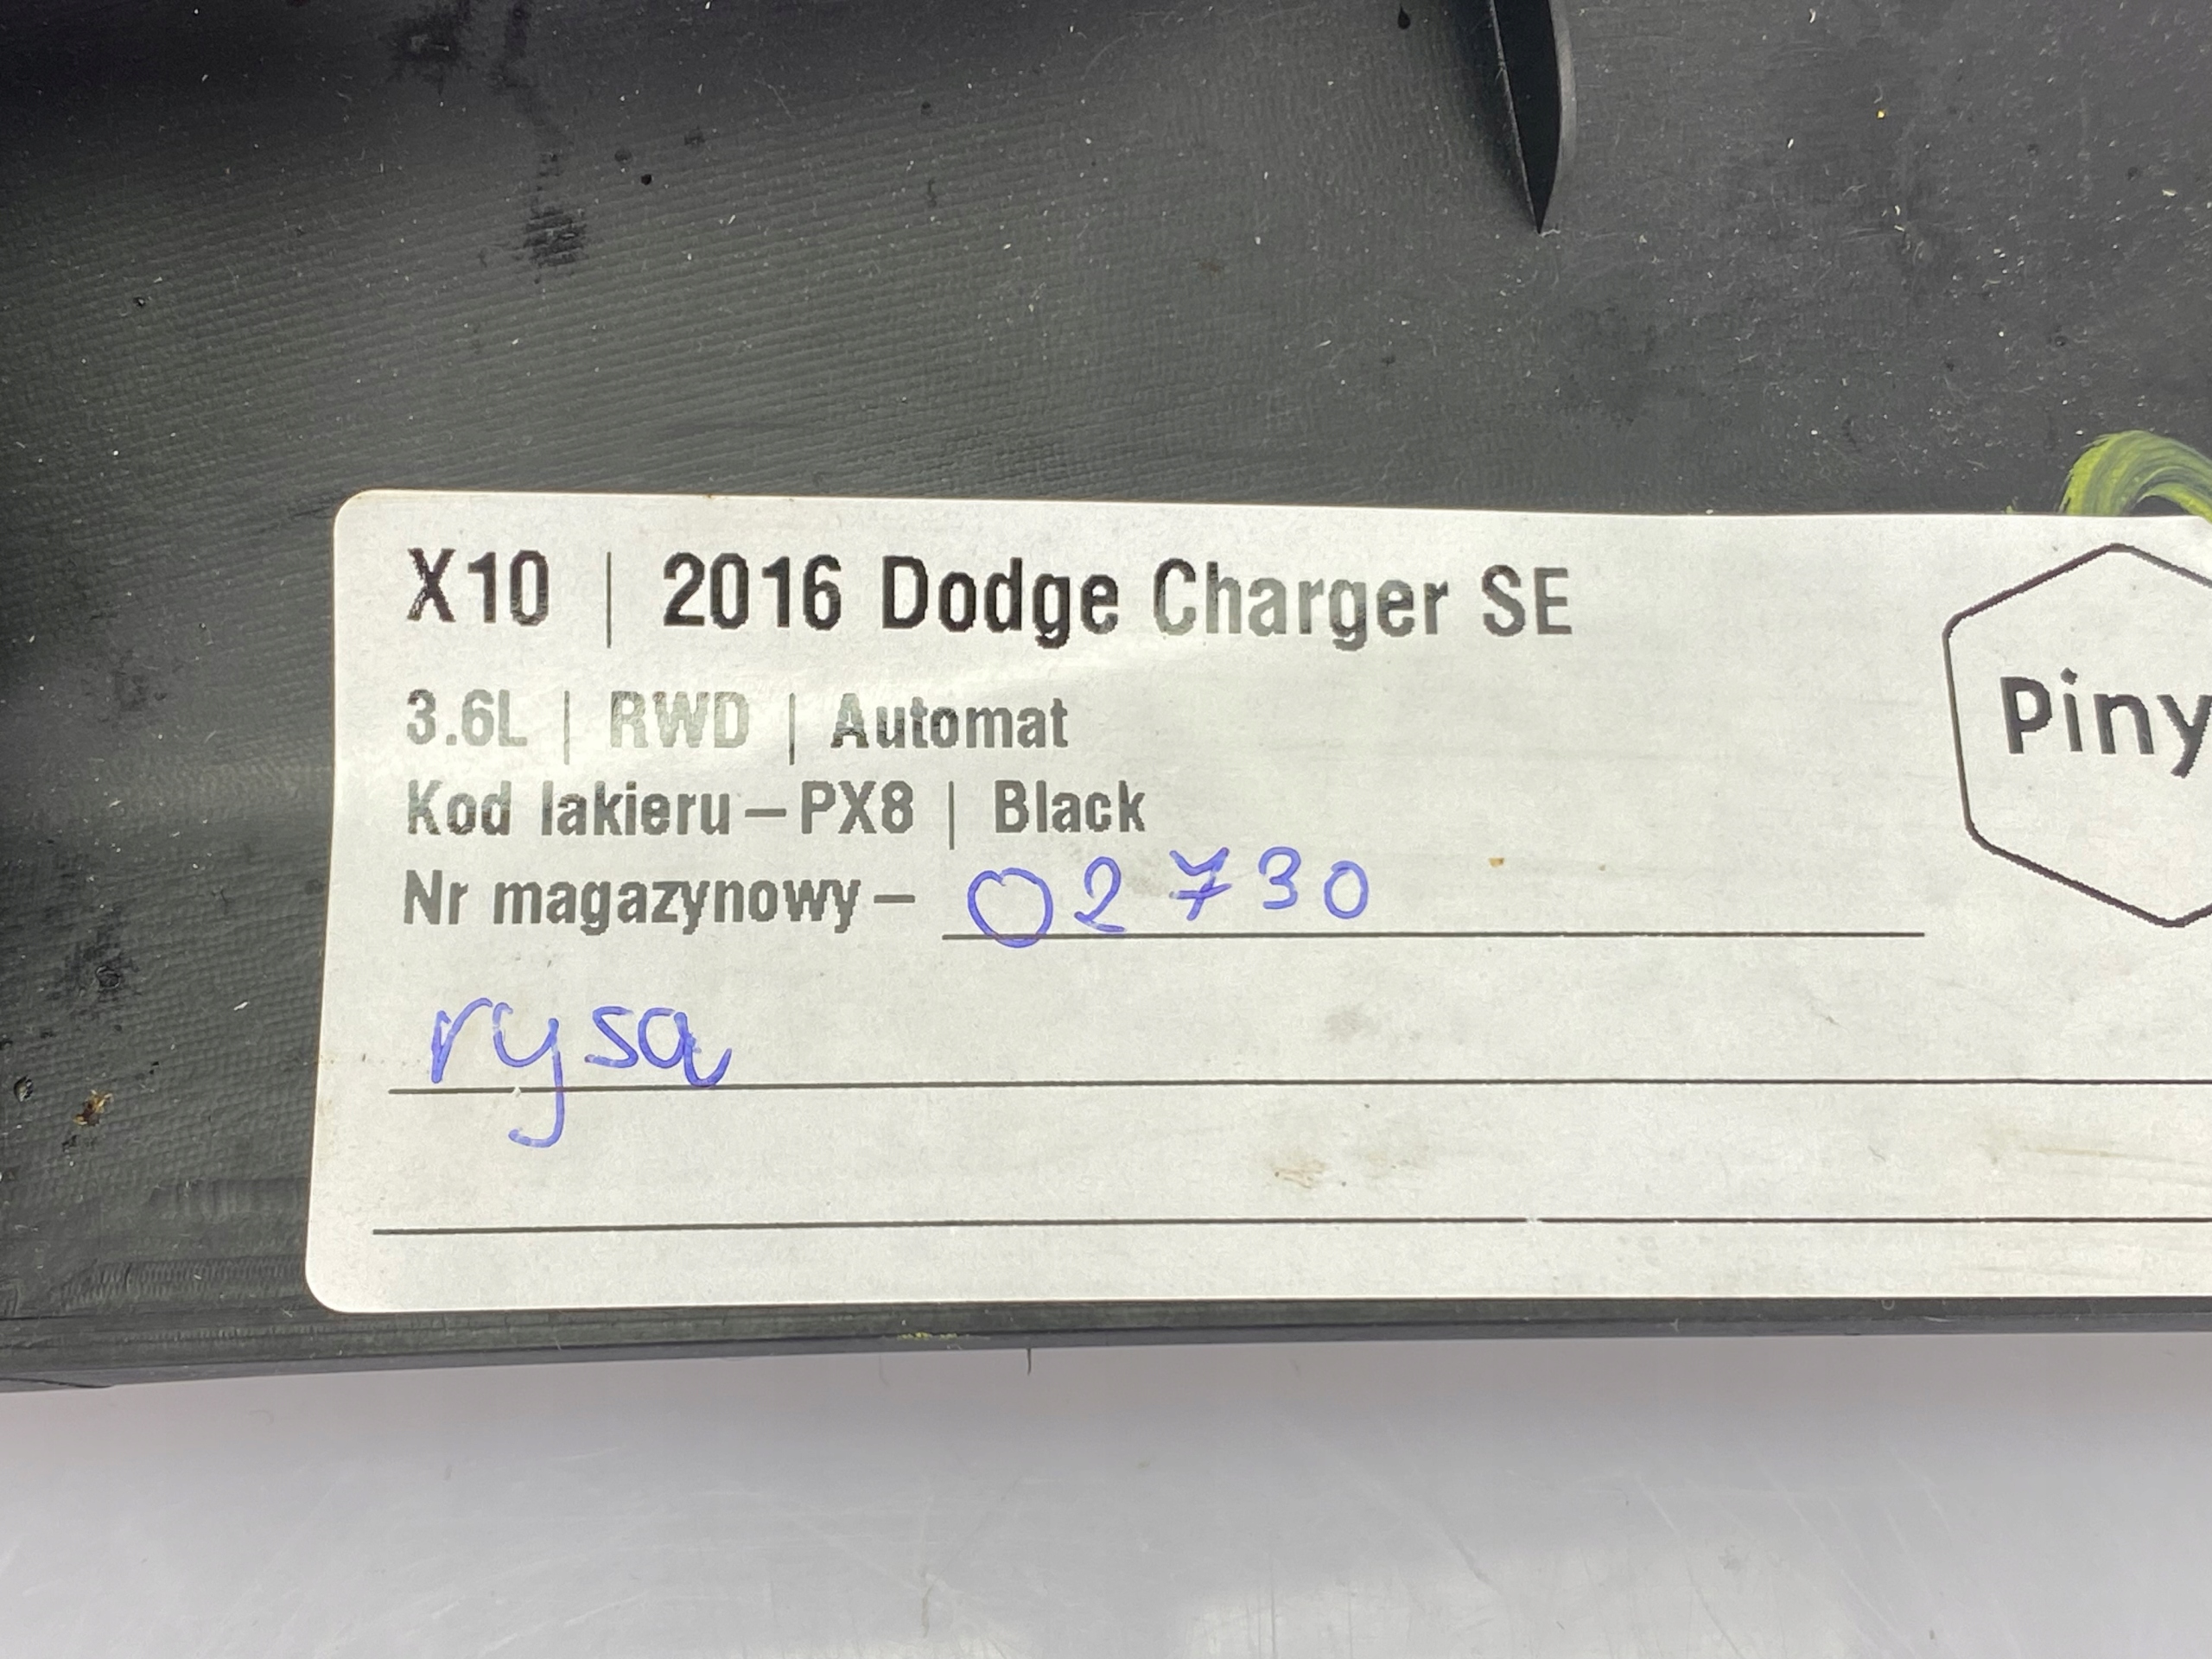 X10 | 2016 Dodge Charger SE
3.6L | RWD | Automat
Kod lakieru – PX8 | Black
Nr magazynowy – 02730
rysa
Piny